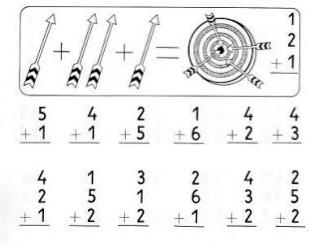 + + = 1
2
+ 1
5 4 2 1 4 4
+ 1 + 1 + 5 + 6 + 2 + 3
4 1 3 2 4 2
2 5 1 6 3 5
+ 1 + 2 + 2 + 1 + 2 + 2